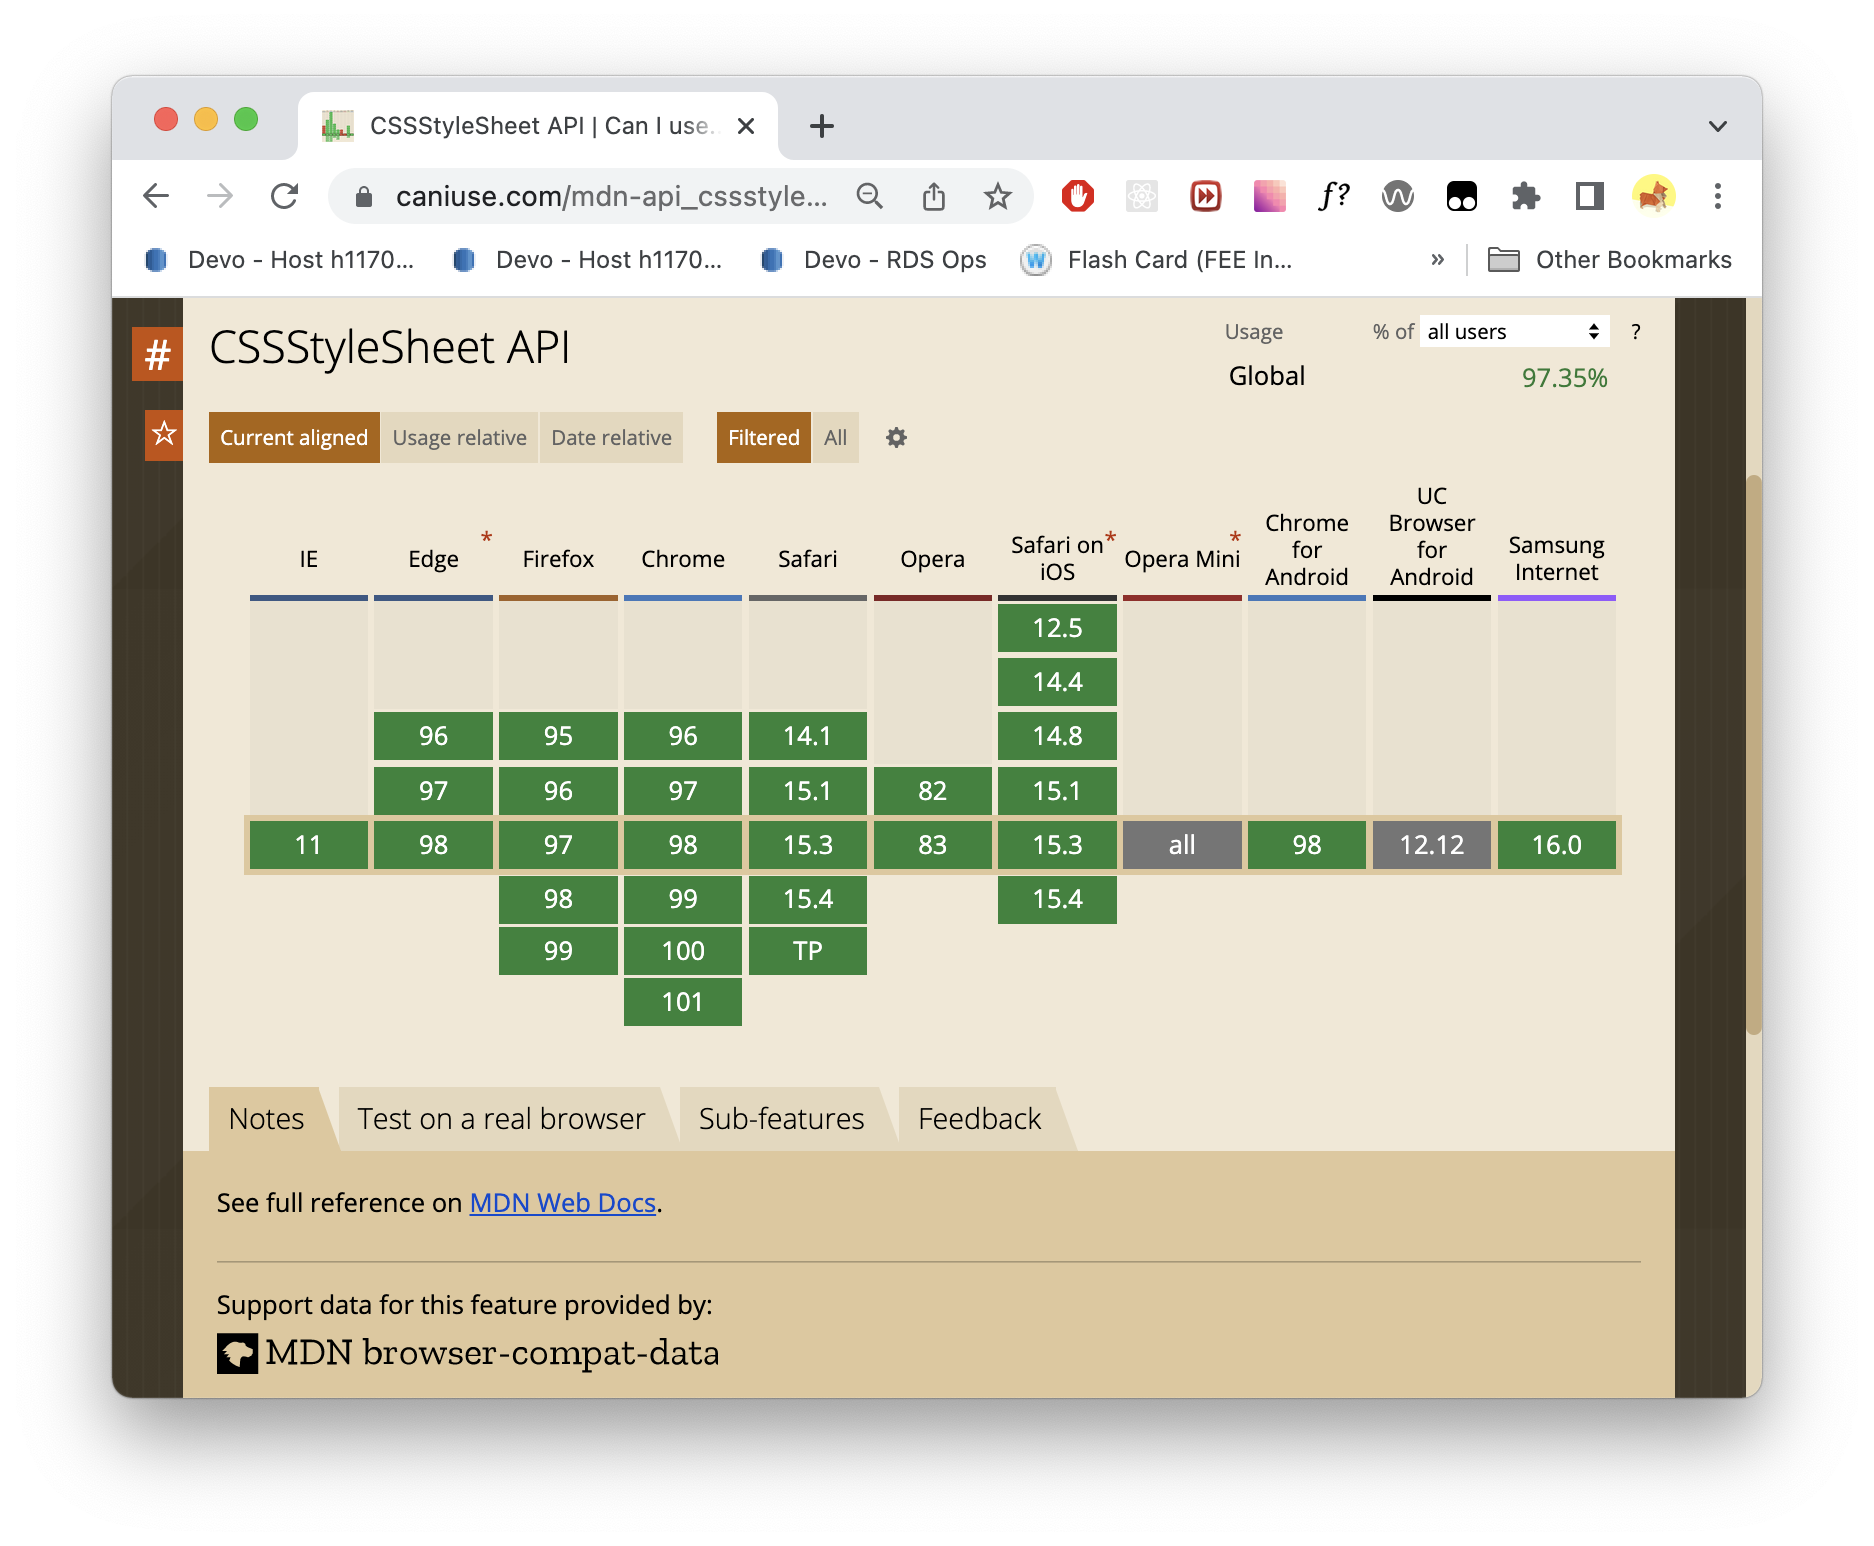 CSSStyleSheet API | Can I use...
caniuse.com/mdn-api_cssstyle...
f?
Devo - Host h1170...
Devo - Host h1170...
Devo - RDS Ops
W
Flash Card (FEE In...
»
Other Bookmarks
#
CSSStyleSheet API
Usage
% of
all users
?
Global
97.35%
Current aligned
Usage relative
Date relative
Filtered
All
IE
Edge *
Firefox
Chrome
Safari
Opera
Safari on *
iOS
Opera Mini *
Chrome
for
Android
UC
Browser
for
Android
Samsung
Internet
12.5
14.4
96 95 96 14.1 14.8
97 96 97 15.1 82 15.1
11 98 97 98 15.3 83 15.3 all 98 12.12 16.0
98 99 15.4 15.4
99 100 TP
101
Notes
Test on a real browser
Sub-features
Feedback
See full reference on MDN Web Docs.
Support data for this feature provided by:
MDN browser-compat-data